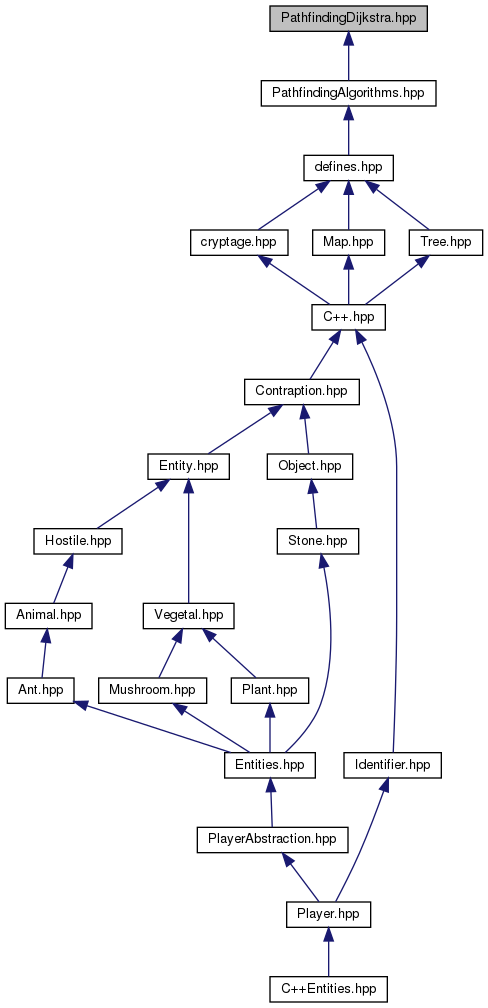 PathfindingDijkstra.hpp
PathfindingAlgorithms.hpp
defines.hpp
cryptage.hpp
Map.hpp
Tree.hpp
C++.hpp
Contraption.hpp
Entity.hpp
Object.hpp
Hostile.hpp
Stone.hpp
Animal.hpp
Vegetal.hpp
Ant.hpp
Mushroom.hpp
Plant.hpp
Entities.hpp
Identifier.hpp
PlayerAbstraction.hpp
Player.hpp
C++Entities.hpp